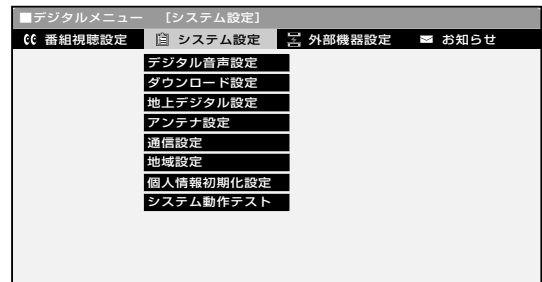 ■デジタルメニュー ［システム設定］
番組視聴設定 システム設定 外部機器設定 お知らせ
デジタル音声設定
ダウンロード設定
地上デジタル設定
アンテナ設定
通信設定
地域設定
個人情報初期化設定
システム動作テスト